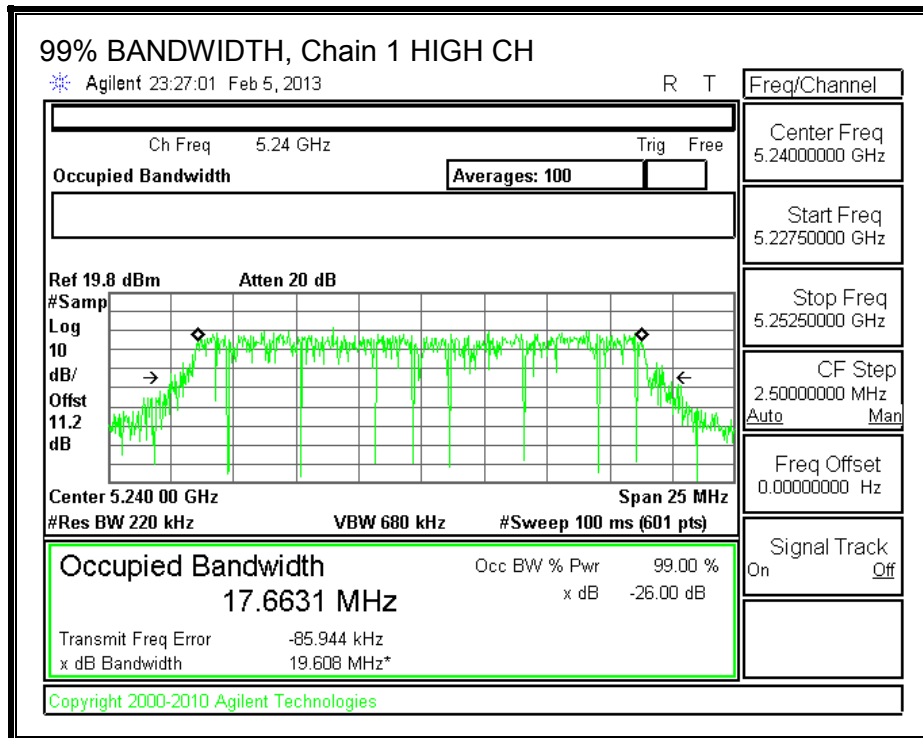 99% BANDWIDTH, Chain 1 HIGH CH
Agilent 23:27:01 Feb 5, 2013 R T
Freq/Channel
Ch Freq 5.24 GHz Trig Free
Occupied Bandwidth Averages: 100
Center Freq
5.24000000 GHz
Start Freq
5.22750000 GHz
Stop Freq
5.25250000 GHz
CF Step
2.50000000 MHz
Auto Man
Freq Offset
0.00000000 Hz
Signal Track
On Off
Ref 19.8 dBm Atten 20 dB
#Samp
Log
10
dB/
Offst
11.2
dB
Center 5.240 00 GHz Span 25 MHz
#Res BW 220 kHz VBW 680 kHz #Sweep 100 ms (601 pts)
Occupied Bandwidth
17.6631 MHz
Occ BW % Pwr 99.00 %
x dB -26.00 dB
Transmit Freq Error -85.944 kHz
x dB Bandwidth 19.608 MHz*
Copyright 2000-2010 Agilent Technologies